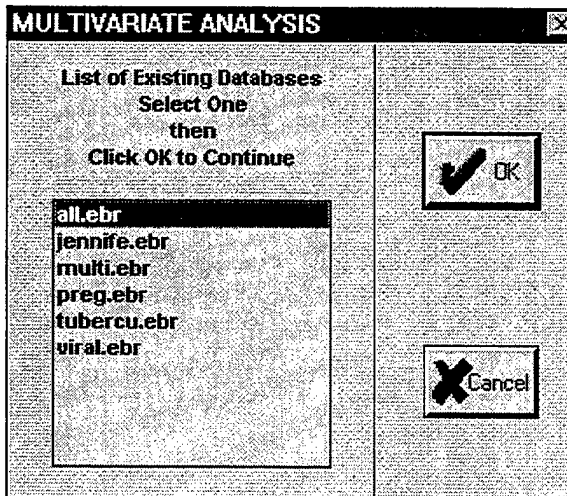 MULTIVARIATE ANALYSIS
List of Existing Databases
Select One
then
Click OK to Continue
all.ebr
jennife.ebr
multi.ebr
preg.ebr
tubercu.ebr
viral.ebr
OK
Cancel